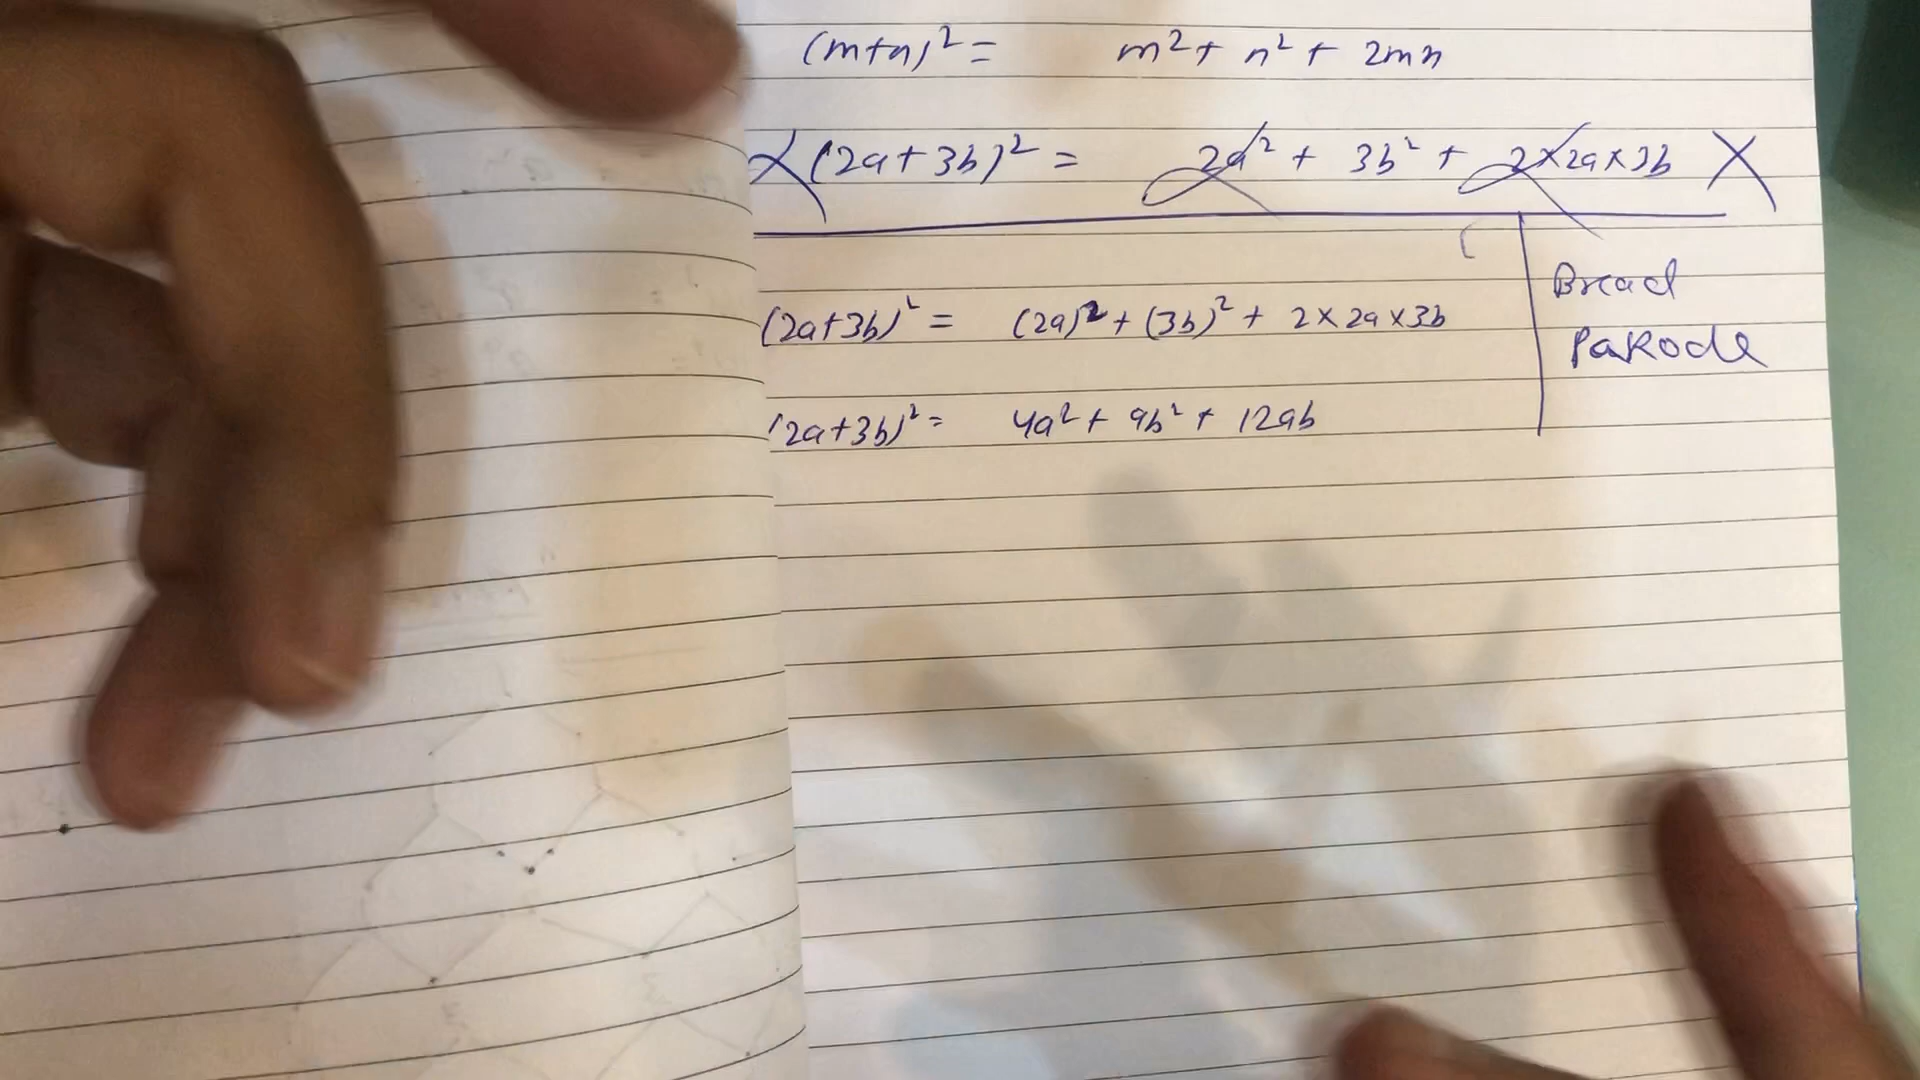 (m+n)² = m² + n² + 2mn
(2a+3b)² = 2a² + 3b² + 2×2a×3b ×
(2a+3b)² = (2a)² + (3b)² + 2×2a×3b
(2a+3b)² = 4a² + 9b² + 12ab
Bread
Pakode